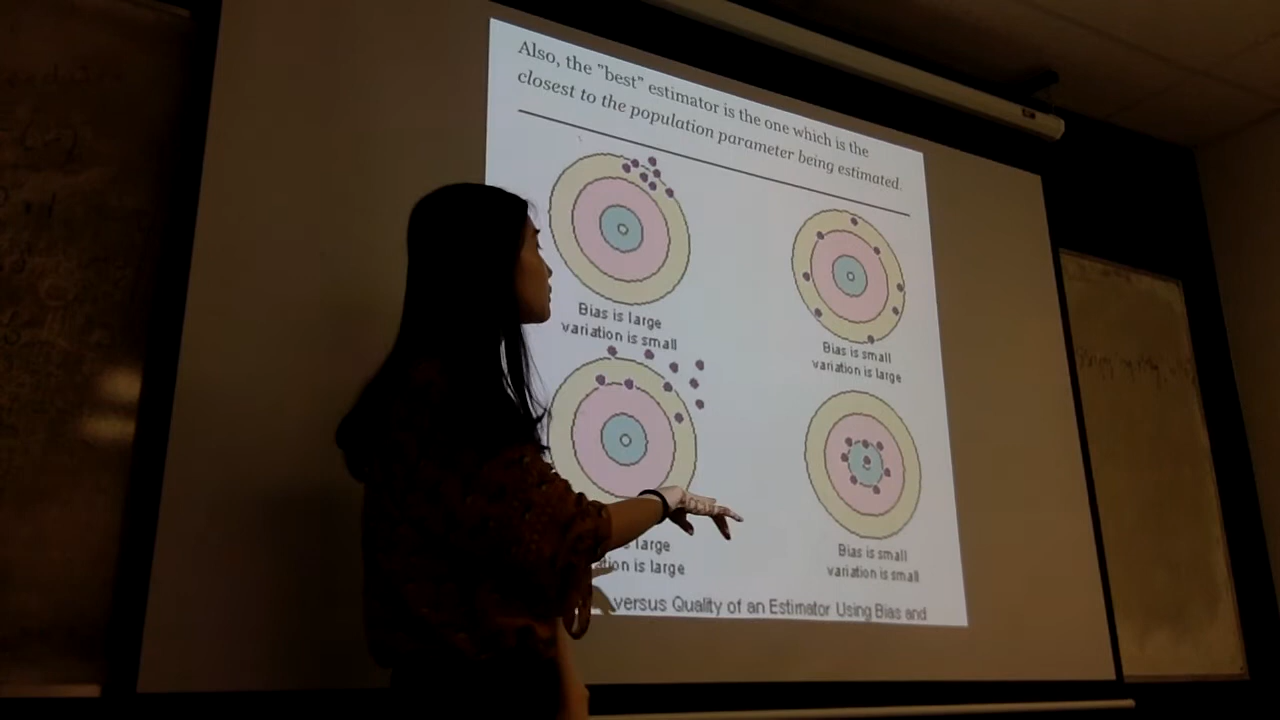 Also, the "best" estimator is the one which is the
closest to the population parameter being estimated.
Bias is large
variation is small
Bias is small
variation is large
large
is large
Bias is small
variation is small
versus Quality of an Estimator Using Bias and